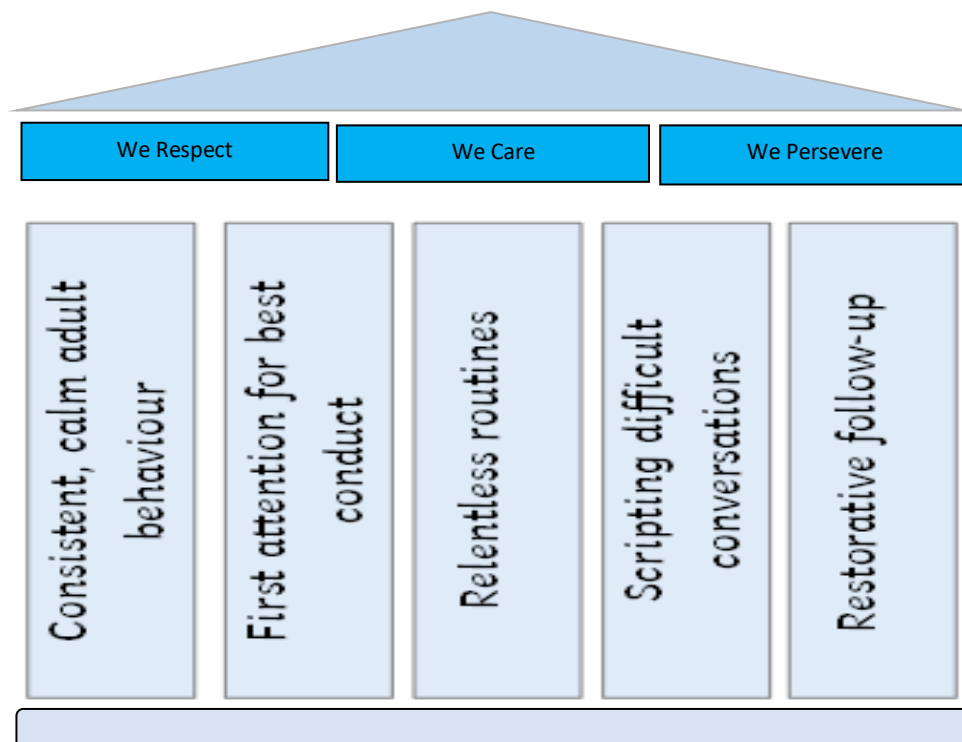 We Respect
We Care
We Persevere
Consistent, calm adult
behaviour
First attention for best
conduct
Relentless routines
Scripting difficult
conversations
Restorative follow-up